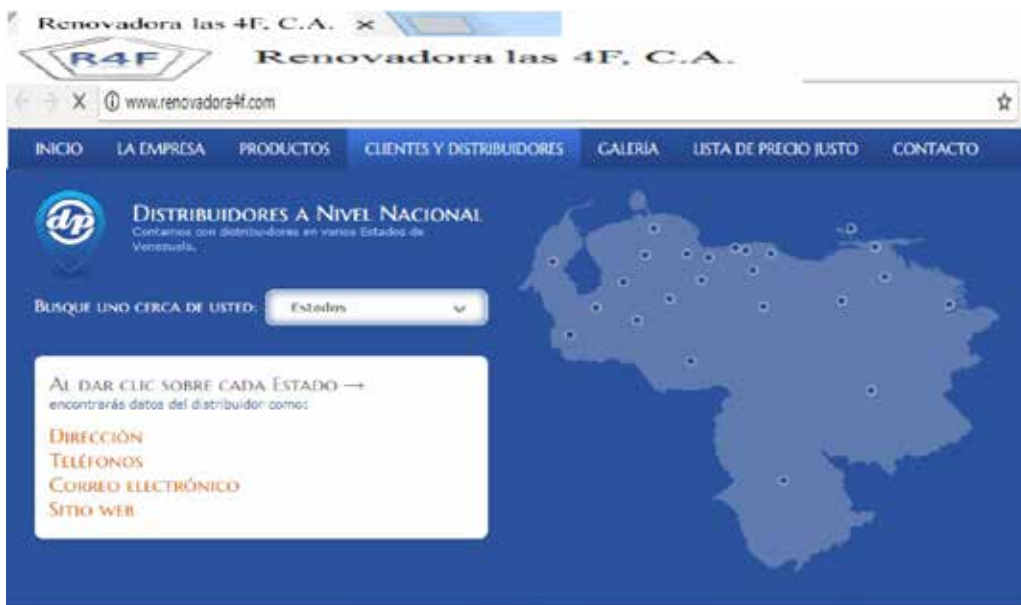 Renovadora las 4F, C.A.
R4F
Renovadora las 4F, C.A.
www.renovadora4f.com
INICIO LA EMPRESA PRODUCTOS CLIENTES Y DISTRIBUIDORES GALERÍA LISTA DE PRECIO JUSTO CONTACTO
dp
DISTRIBUIDORES A NIVEL NACIONAL
Contamos con distribuidores en varios Estados de
Venezuela.
BUSQUE UNO CERCA DE USTED: Estados
AL DAR CLIC SOBRE CADA ESTADO →
encontrarás datos del distribuidor como:
DIRECCIÓN
TELÉFONOS
CORREO ELECTRÓNICO
SITIO WEB